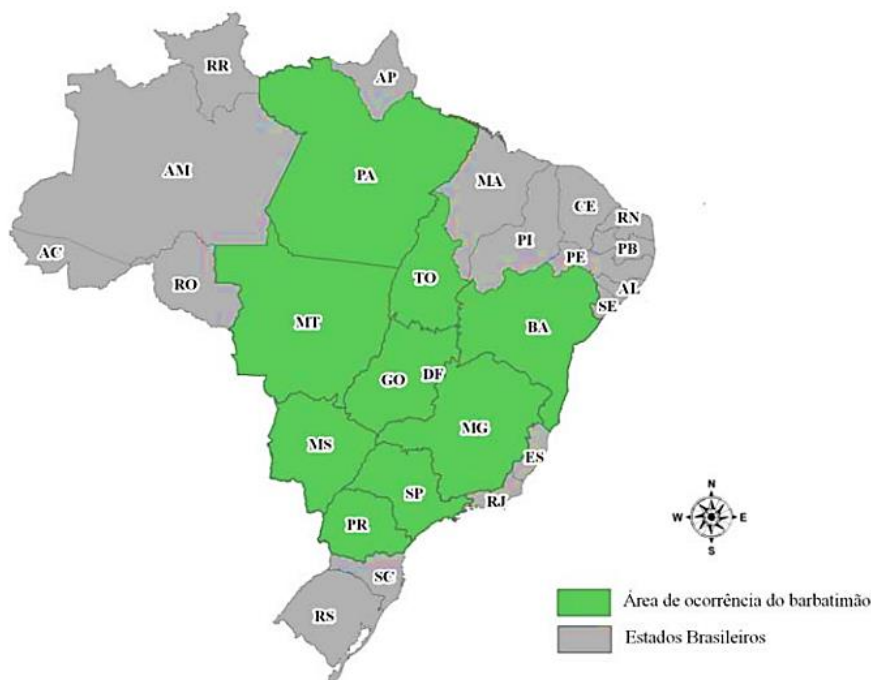 RR
AP
AM
PA
MA
CE
RN
PI
PB
PE
AC
RO
TO
AL
SE
MT
BA
GO
DF
MG
MS
ES
SP
RJ
PR
SC
RS
N
W
E
S
Área de ocorrência do barbatimão
Estados Brasileiros